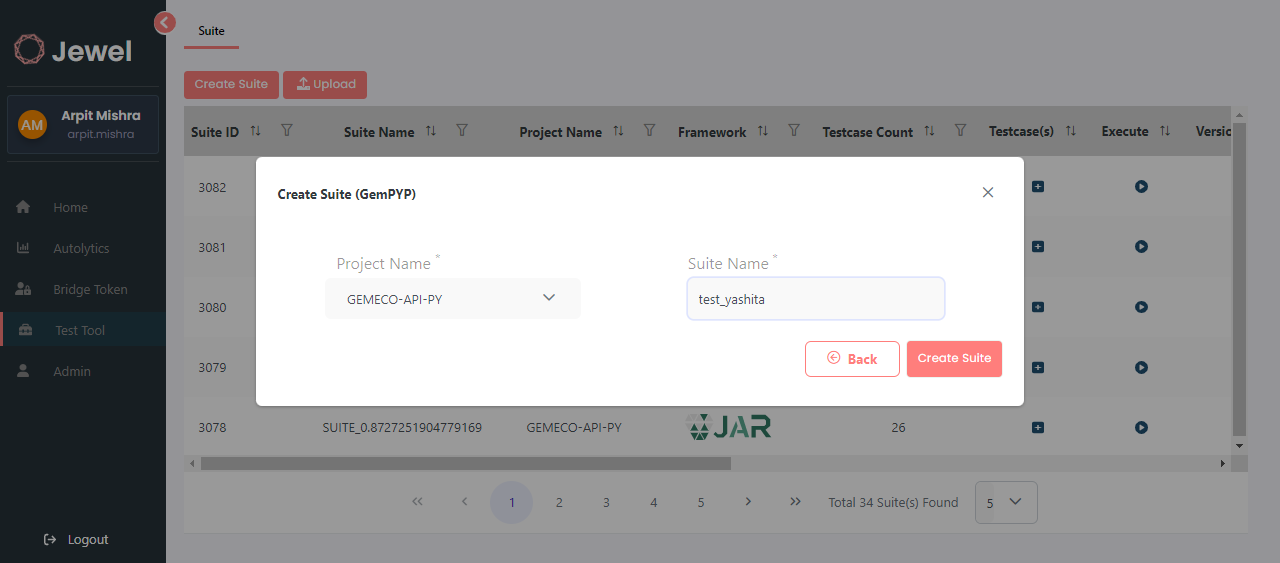 Jewel
AM
Arpit Mishra
arpit.mishra
Home
Autolytics
Bridge Token
Test Tool
Admin
Logout
Suite
Create Suite
Upload
Suite ID Suite Name Project Name Framework Testcase Count Testcase(s) Execute Versio
3082
3081
3080
3079
3078 SUITE_0.8727251904779169 GEMECO-API-PY JAR 26
Create Suite (GemPYP)
Project Name * Suite Name *
GEMECO-API-PY test_yashita
Back Create Suite
1 2 3 4 5 Total 34 Suite(s) Found 5